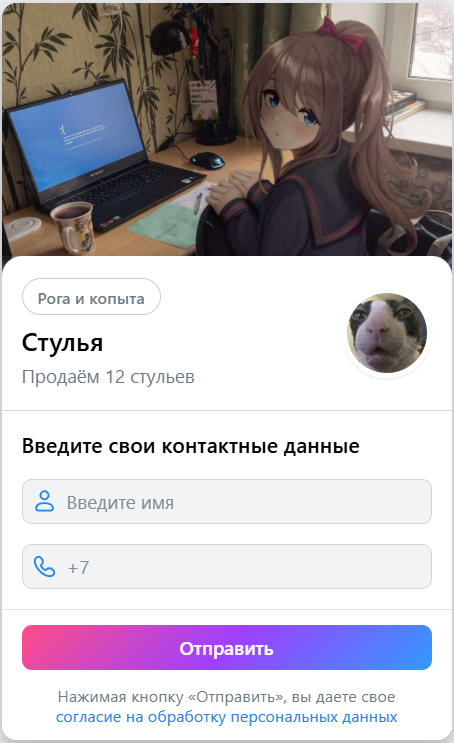 Рога и копыта
Стулья
Продаём 12 стульев
Введите свои контактные данные
Введите имя
+7
Отправить
Нажимая кнопку «Отправить», вы даете свое
согласие на обработку персональных данных